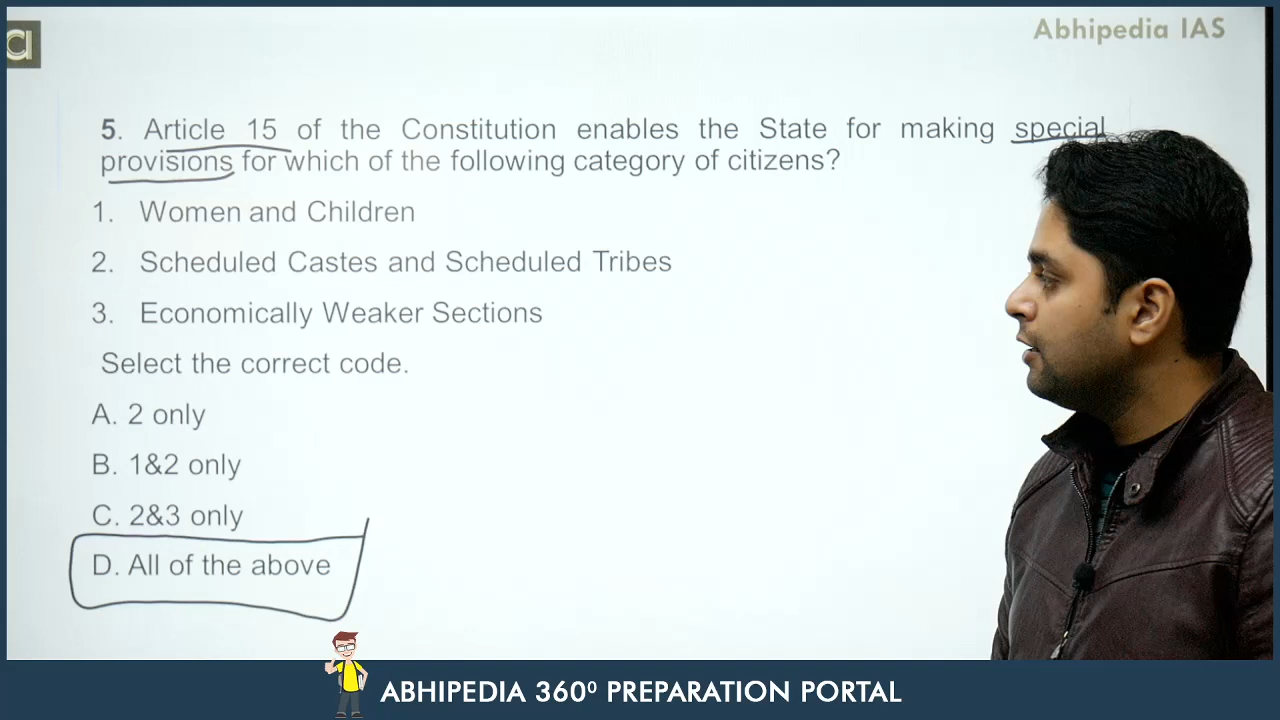 a
Abhipedia IAS
5. Article 15 of the Constitution enables the State for making special
provisions for which of the following category of citizens?
1. Women and Children
2. Scheduled Castes and Scheduled Tribes
3. Economically Weaker Sections
Select the correct code.
A. 2 only
B. 1&2 only
C. 2&3 only
D. All of the above
ABHIPEDIA 360⁰ PREPARATION PORTAL